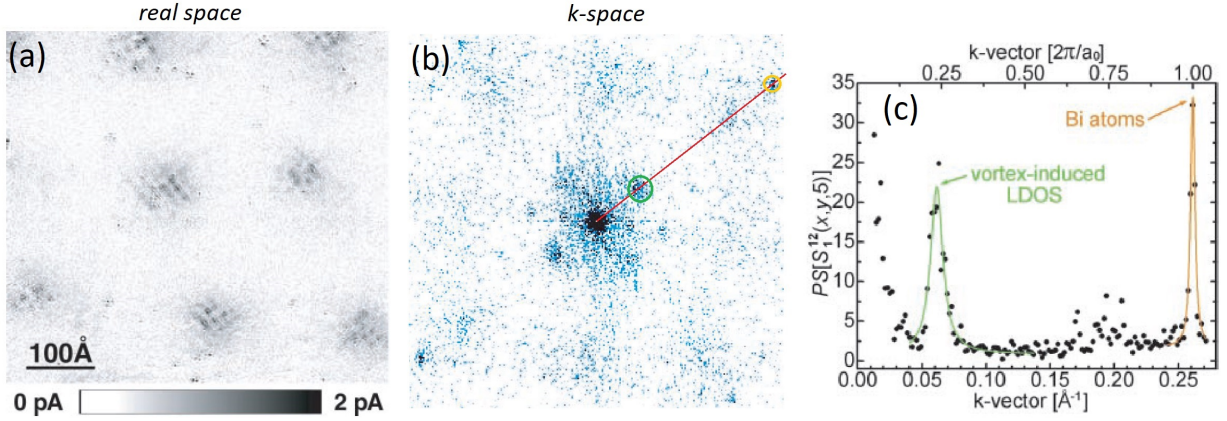 real space
k-space
(a)
(b)
(c)
100Å
0 pA
2 pA
k-vector [2π/a₀]
0.00 0.25 0.50 0.75 1.00
35
30
25
20
15
10
5
0
PS[S₁¹²(x,y,5)]
Bi atoms
vortex-induced
LDOS
0.00 0.05 0.10 0.15 0.20 0.25
k-vector [Å⁻¹]